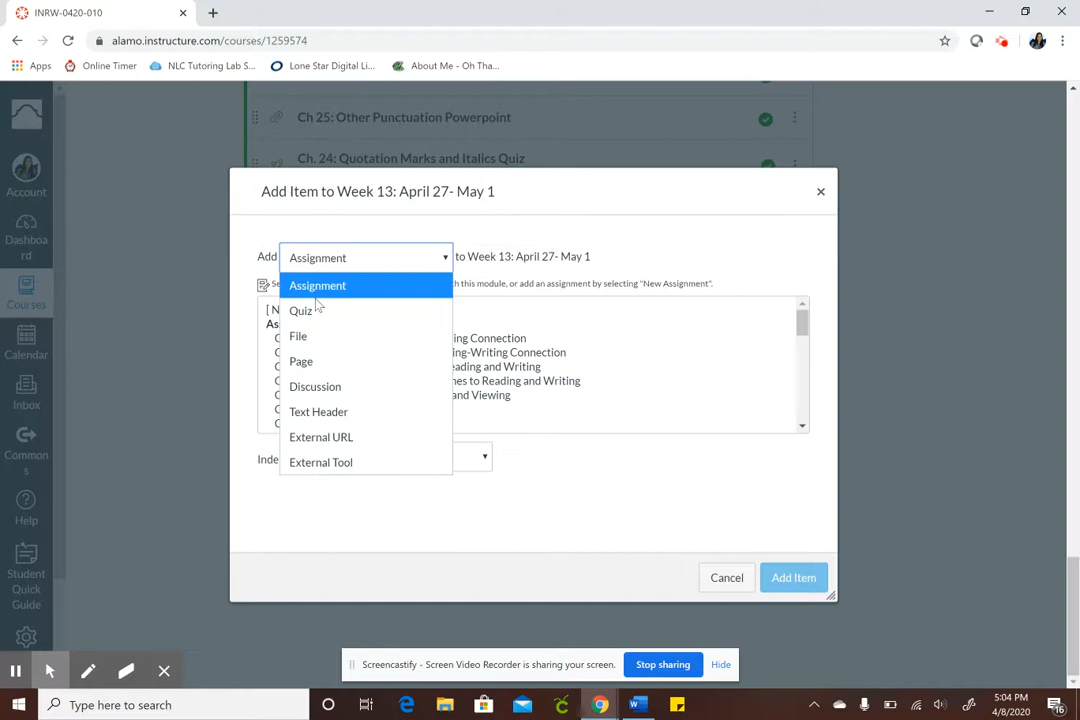 INRW-0420-010
alamo.instructure.com/courses/1259574
Apps
Online Timer
NLC Tutoring Lab S...
Lone Star Digital Li...
About Me - Oh Tha...
Ch 25: Other Punctuation Powerpoint
Ch. 24: Quotation Marks and Italics Quiz
Add Item to Week 13: April 27- May 1
Add Assignment to Week 13: April 27- May 1
h this module, or add an assignment by selecting "New Assignment".
Assignment
Quiz
File
Page
Discussion
Text Header
External URL
External Tool
[ N
As
ing Connection
ing-Writing Connection
eading and Writing
nes to Reading and Writing
and Viewing
Inde
Cancel
Add Item
Account
Dashboa
rd
Courses
Calendar
Inbox
Common
s
Help
Student
Quick
Guide
Screencastify - Screen Video Recorder is sharing your screen.
Stop sharing
Hide
Type here to search
5:04 PM
4/8/2020
16